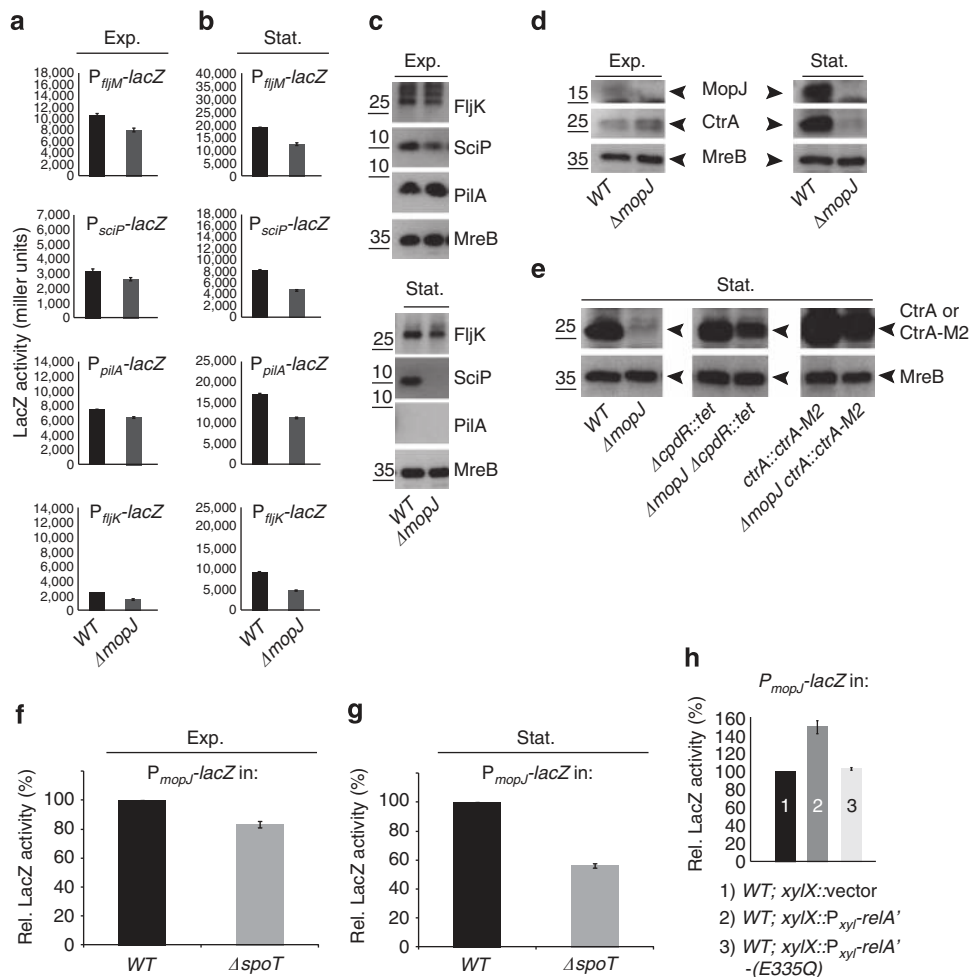 a
Exp.
b
Stat.
LacZ activity (miller units)
PfljM-lacZ
18,000
16,000
14,000
12,000
10,000
8,000
6,000
4,000
2,000
0
PfljM-lacZ
40,000
35,000
30,000
25,000
20,000
15,000
10,000
5,000
0
PsciP-lacZ
7,000
6,000
5,000
4,000
3,000
2,000
1,000
0
PsciP-lacZ
18,000
16,000
14,000
12,000
10,000
8,000
6,000
4,000
2,000
0
PpilA-lacZ
14,000
12,000
10,000
8,000
6,000
4,000
2,000
0
PpilA-lacZ
25,000
20,000
15,000
10,000
5,000
0
PfljK-lacZ
14,000
12,000
10,000
8,000
6,000
4,000
2,000
0
WT
ΔmopJ
PfljK-lacZ
25,000
20,000
15,000
10,000
5,000
0
WT
ΔmopJ
c
Exp.
25 FljK
10 SciP
10
PilA
35 MreB
Stat.
25 FljK
10 SciP
10
PilA
35 MreB
WT
ΔmopJ
d
Exp. Stat.
15 MopJ
25 CtrA
35 MreB
WT
ΔmopJ
WT
ΔmopJ
e
Stat.
25 CtrA or
CtrA-M2
35 MreB
WT
ΔmopJ
ΔcpdR::tet
ΔmopJ ΔcpdR::tet
ctrA::ctrA-M2
ΔmopJ ctrA::ctrA-M2
f
Exp.
PmopJ-lacZ in:
Rel. LacZ activity (%)
100
80
60
40
20
0
WT ΔspoT
g
Stat.
PmopJ-lacZ in:
Rel. LacZ activity (%)
100
80
60
40
20
0
WT ΔspoT
h
PmopJ-lacZ in:
Rel. LacZ activity (%)
160
140
120
100
80
60
40
20
0
1 2 3
1) WT; xylX::vector
2) WT; xylX::Pxyl-relA'
3) WT; xylX::Pxyl-relA'
-(E335Q)